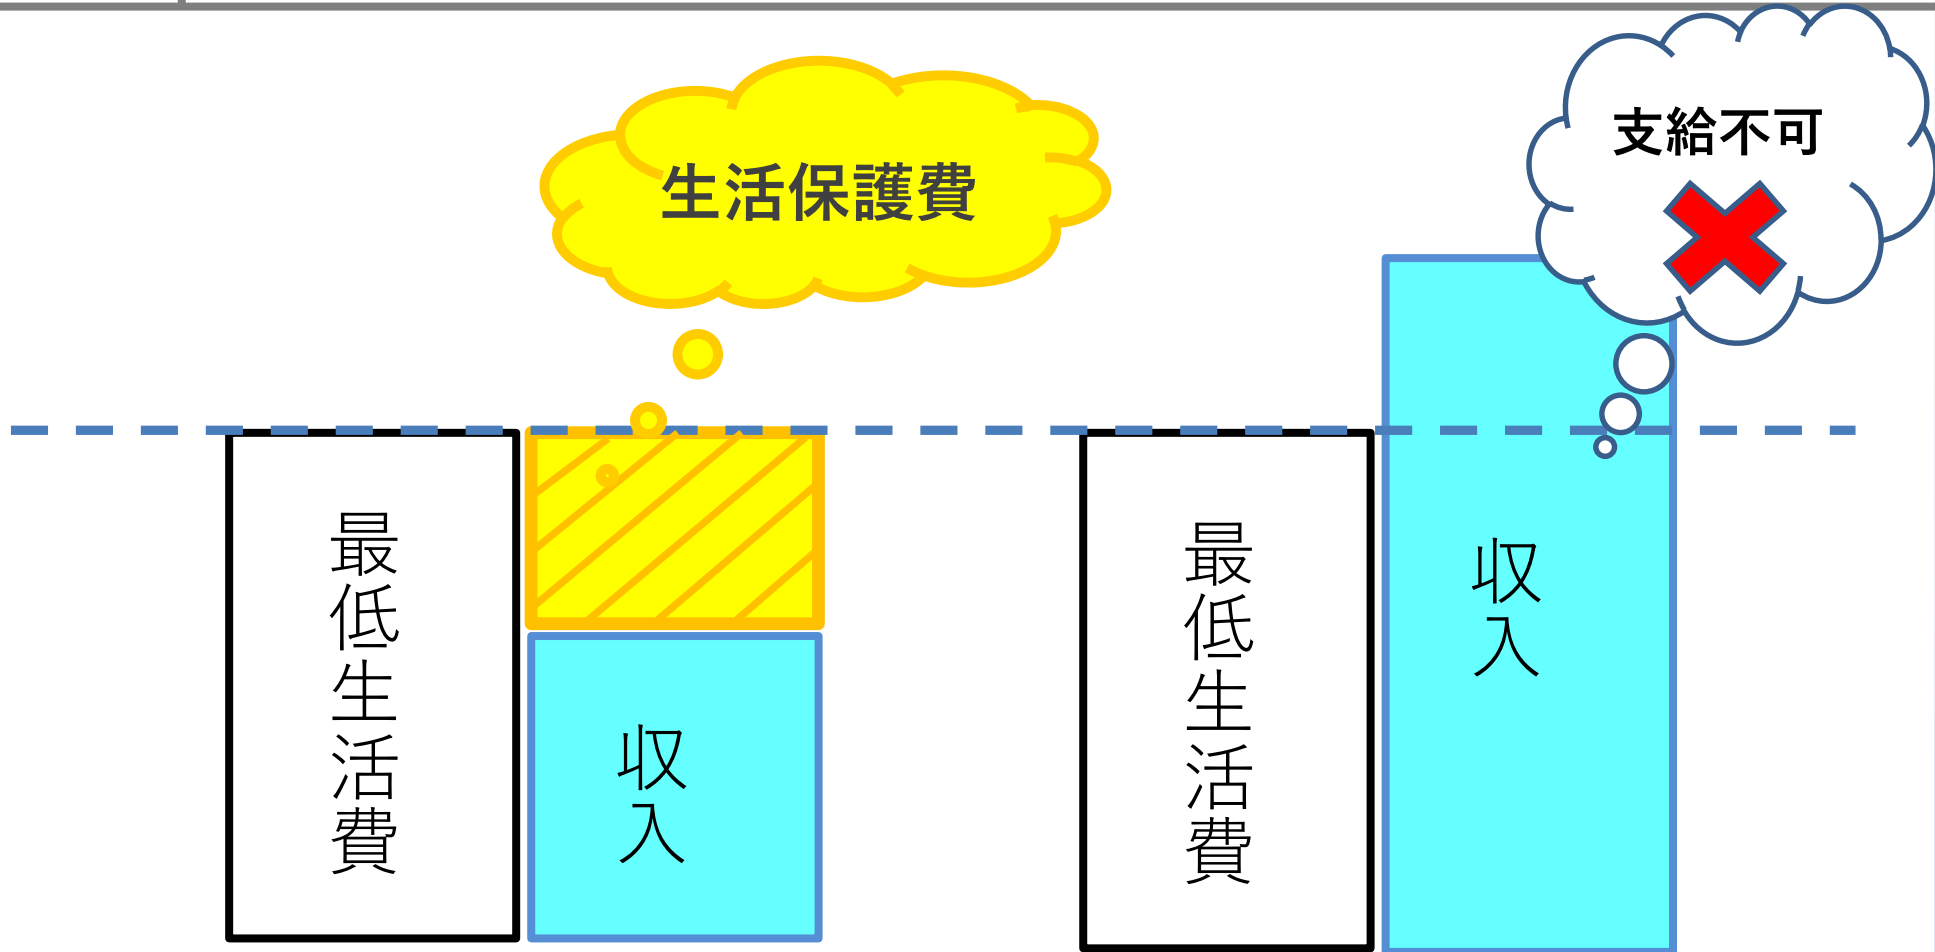 生活保護費
支給不可
最低生活費
収入
最低生活費
収入